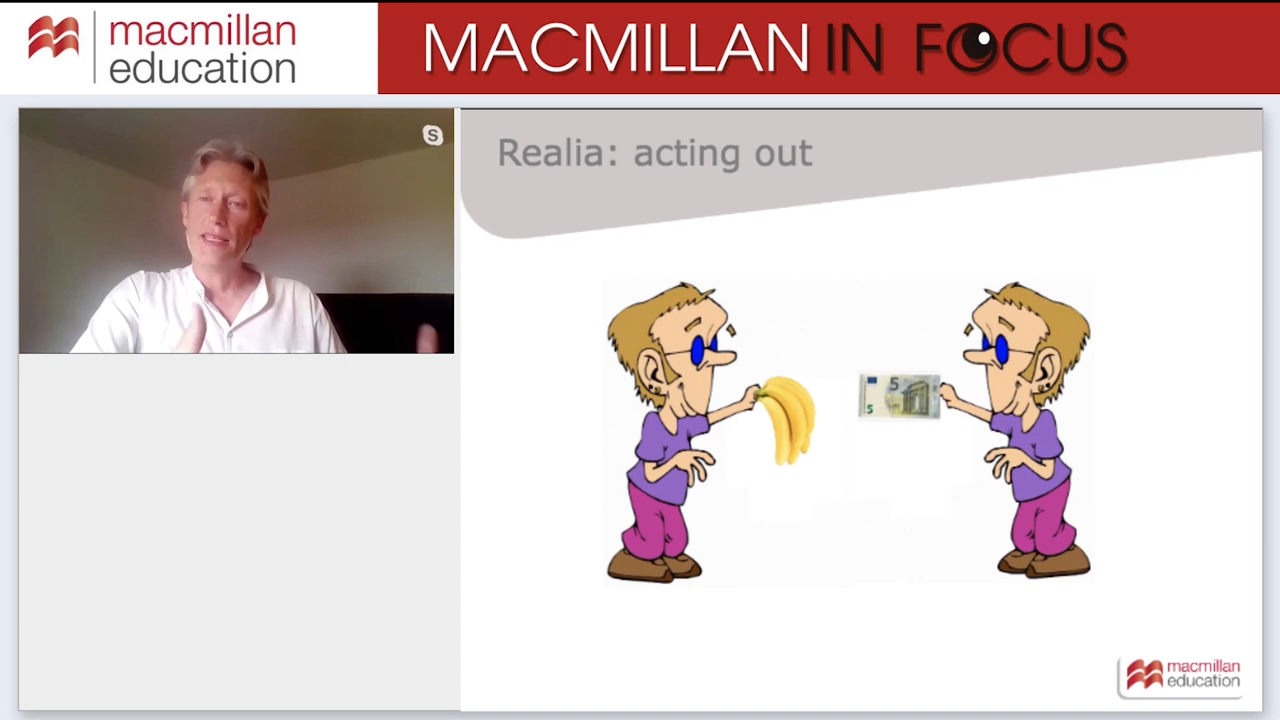 macmillan
education
MACMILLAN IN FOCUS
S
Realia: acting out
5
5
macmillan
education